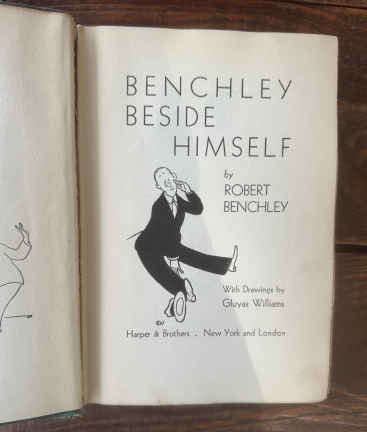 BENCHLEY
BESIDE
HIMSELF
by
ROBERT
BENCHLEY
With Drawings by
Gluyas Williams
Harper & Brothers . New York and London